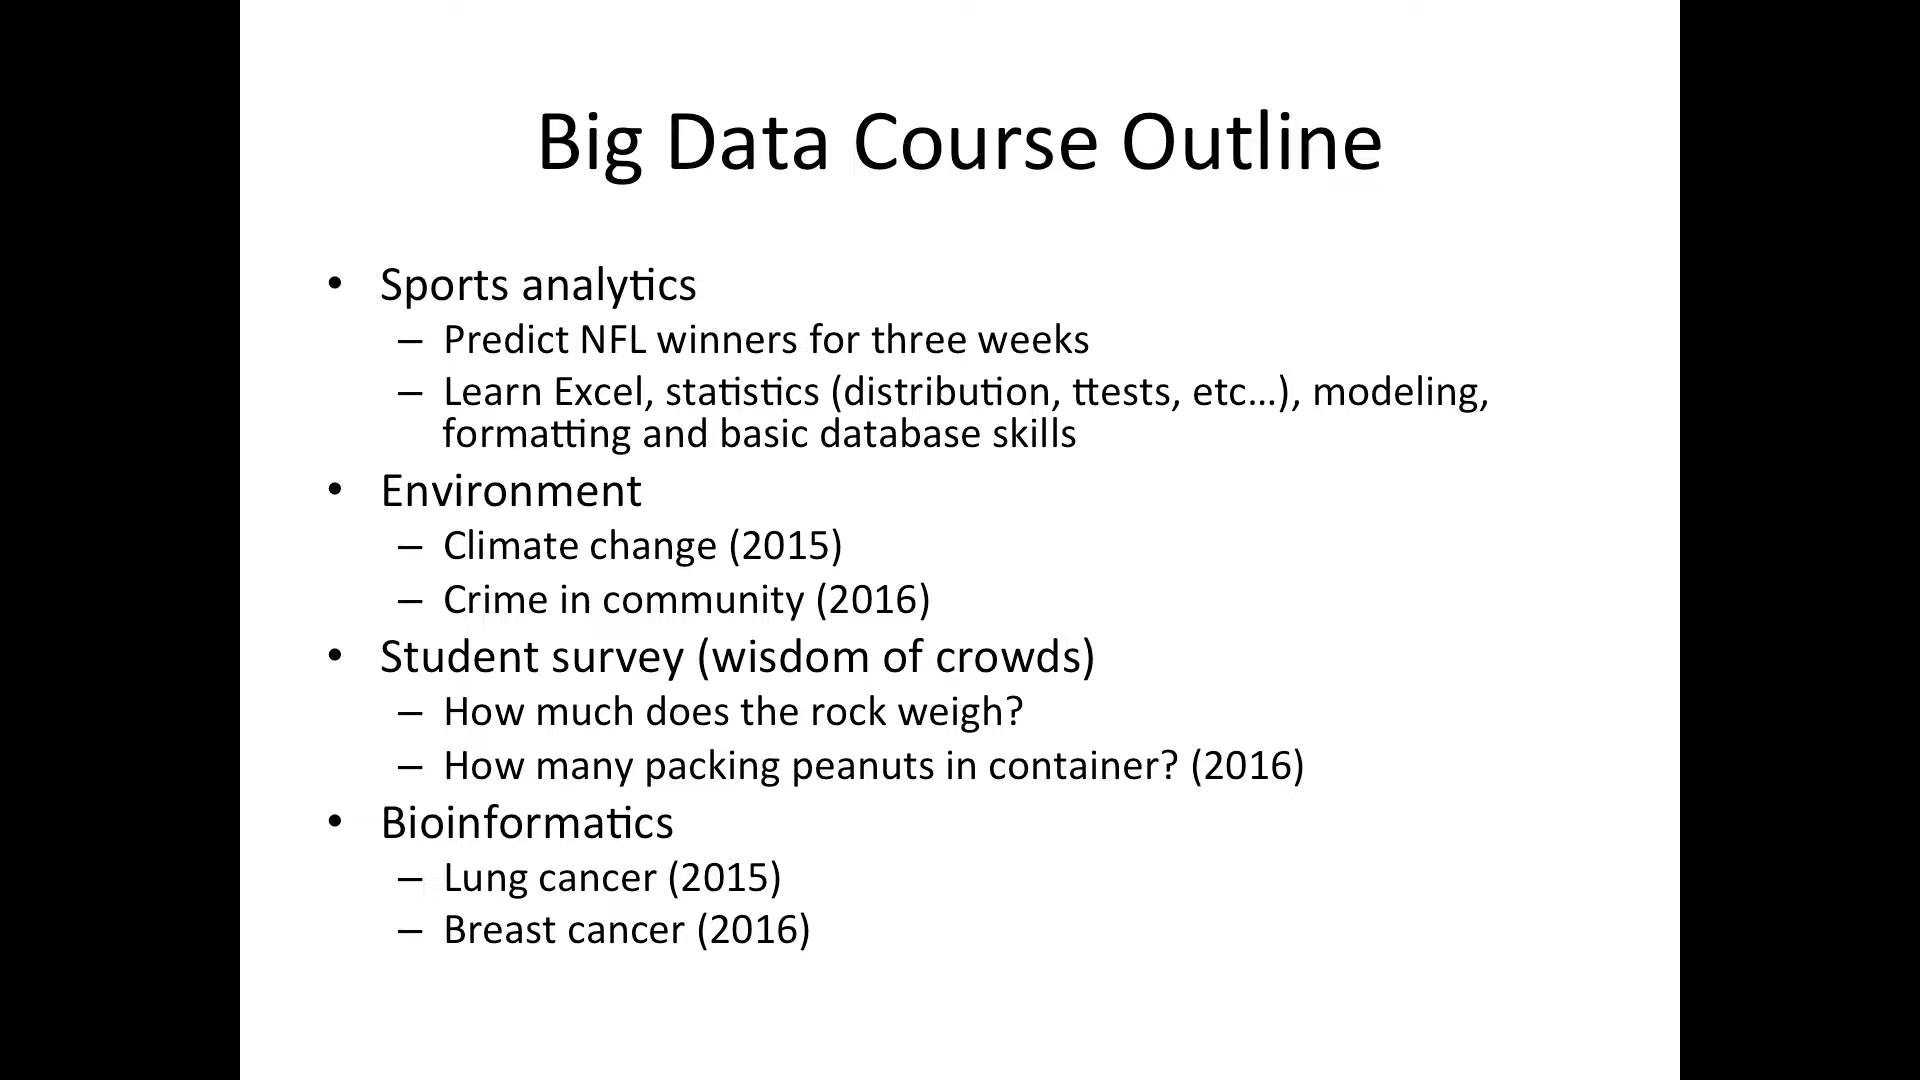 Big Data Course Outline
• Sports analytics
– Predict NFL winners for three weeks
– Learn Excel, statistics (distribution, ttests, etc…), modeling,
formatting and basic database skills
• Environment
– Climate change (2015)
– Crime in community (2016)
• Student survey (wisdom of crowds)
– How much does the rock weigh?
– How many packing peanuts in container? (2016)
• Bioinformatics
– Lung cancer (2015)
– Breast cancer (2016)